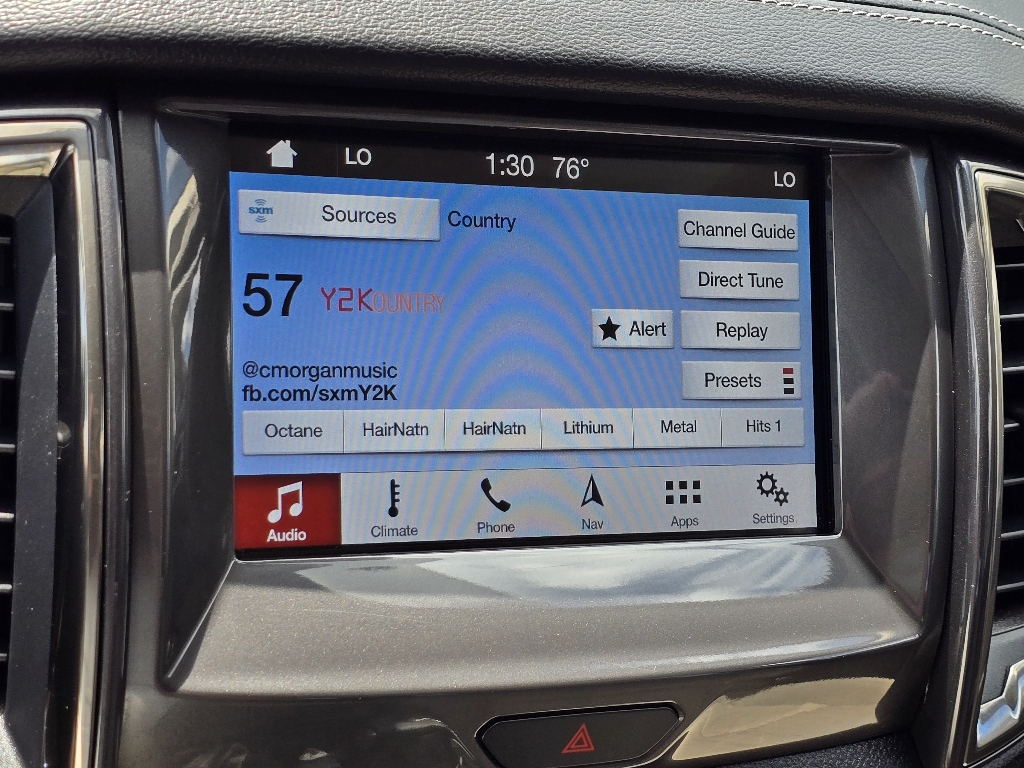 LO 1:30 76° LO
sxm Sources Country
Channel Guide
57 Y2KOUNTRY
Direct Tune
Alert
Replay
@cmorganmusic
fb.com/sxmY2K
Presets
Octane HairNatn HairNatn Lithium Metal Hits 1
Audio Climate Phone Nav Apps Settings